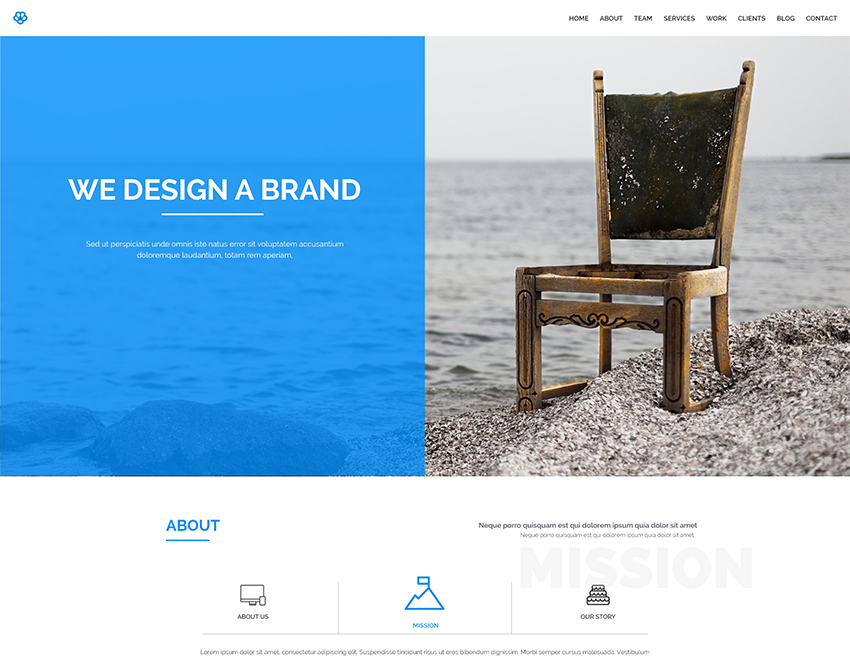 HOME ABOUT TEAM SERVICES WORK CLIENTS BLOG CONTACT
WE DESIGN A BRAND
Sed ut perspiciatis unde omnis iste natus error sit voluptatem accusantium
doloremque laudantium, totam rem aperiam,
ABOUT
Neque porro quisquam est qui dolorem ipsum quia dolor sit amet
Neque porro quisquam est qui dolorem ipsum quia dolor sit amet
MISSION
ABOUT US
MISSION
OUR STORY
Lorem ipsum dolor sit amet, consectetur adipiscing elit. Suspendisse tincidunt risus ut eros bibendum dignissim. Morbi semper cursus malesuada. Vestibulum